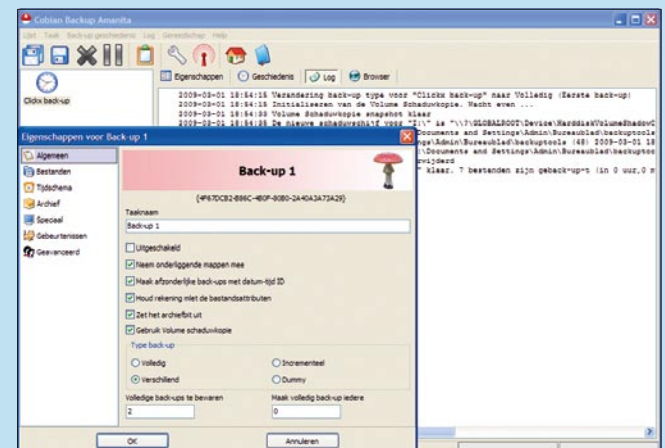 Cobian Backup Amanita
Lijst Taak Back-up geschiedenis Log Gereedschap Help
Eigenschappen Geschiedenis Log Browser
Clickx back-up
2009-03-01 18:54:15 Verandering back-up type voor "Clickx back-up" naar Volledig (Eerste back-up)
2009-03-01 18:54:15 Initialiseren van de Volume Schaduwkopie. Wacht even ...
2009-03-01 18:54:33 Volume Schaduwkopie snapshot klaar
2009-03-01 18:54:35 De nieuwe schaduwschijf voor "I:\" is "\\?\GLOBALROOT\Device\HarddiskVolumeShadowC
Documents and Settings\Admin\Bureaublad\backuptools
ngs\Admin\Bureaublad\backuptools (48) 2009-03-01 18
:\Documents and Settings\Admin\Bureaublad\backuptoo
rwijderd
" klaar. 7 bestanden zijn geback-up-t (in 0 uur,0 m
Eigenschappen voor Back-up 1
Algemeen
Bestanden
Tijdschema
Archief
Speciaal
Gebeurtenissen
Geavanceerd
Back-up 1
Taaknaam
Back-up 1
Uitgeschakeld
Neem onderliggende mappen mee
Maak afzonderlijke back-ups met datum-tijd ID
Houd rekening met de bestandsattributen
Zet het archiefbit uit
Gebruik Volume schaduwkopie
Type back-up
Volledig Incrementeel
Verschillend Dummy
Volledige back-ups te bewaren Maak volledig back-up iedere
2 0
OK Annuleren